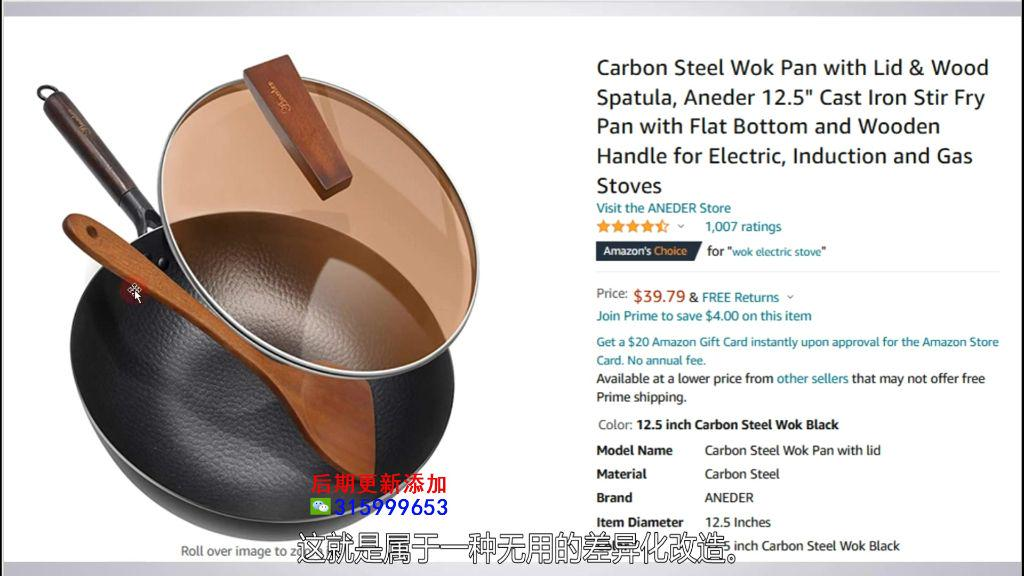 Carbon Steel Wok Pan with Lid & Wood
Spatula, Aneder 12.5" Cast Iron Stir Fry
Pan with Flat Bottom and Wooden
Handle for Electric, Induction and Gas
Stoves
Visit the ANEDER Store
1,007 ratings
Amazon's Choice for "wok electric stove"
Price: $39.79 & FREE Returns
Join Prime to save $4.00 on this item
Get a $20 Amazon Gift Card instantly upon approval for the Amazon Store
Card. No annual fee.
Available at a lower price from other sellers that may not offer free
Prime shipping.
Color: 12.5 inch Carbon Steel Wok Black
Model Name Carbon Steel Wok Pan with lid
Material Carbon Steel
Brand ANEDER
Item Diameter 12.5 Inches
5 inch Carbon Steel Wok Black
后期更新添加
315999653
Roll over image to
这就是属于一种无用的差异化改造。